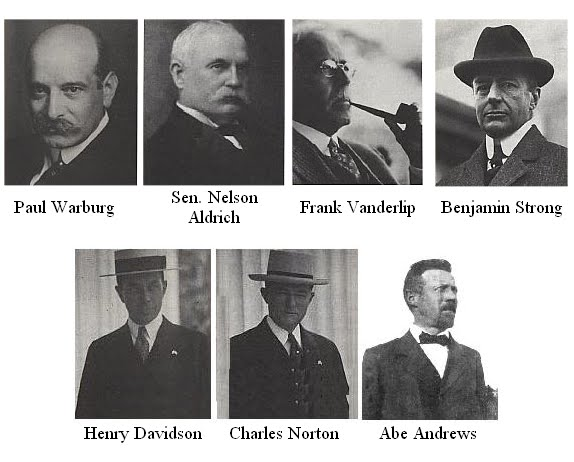 Paul Warburg
Sen. Nelson
Aldrich
Frank Vanderlip
Benjamin Strong
Henry Davidson
Charles Norton
Abe Andrews